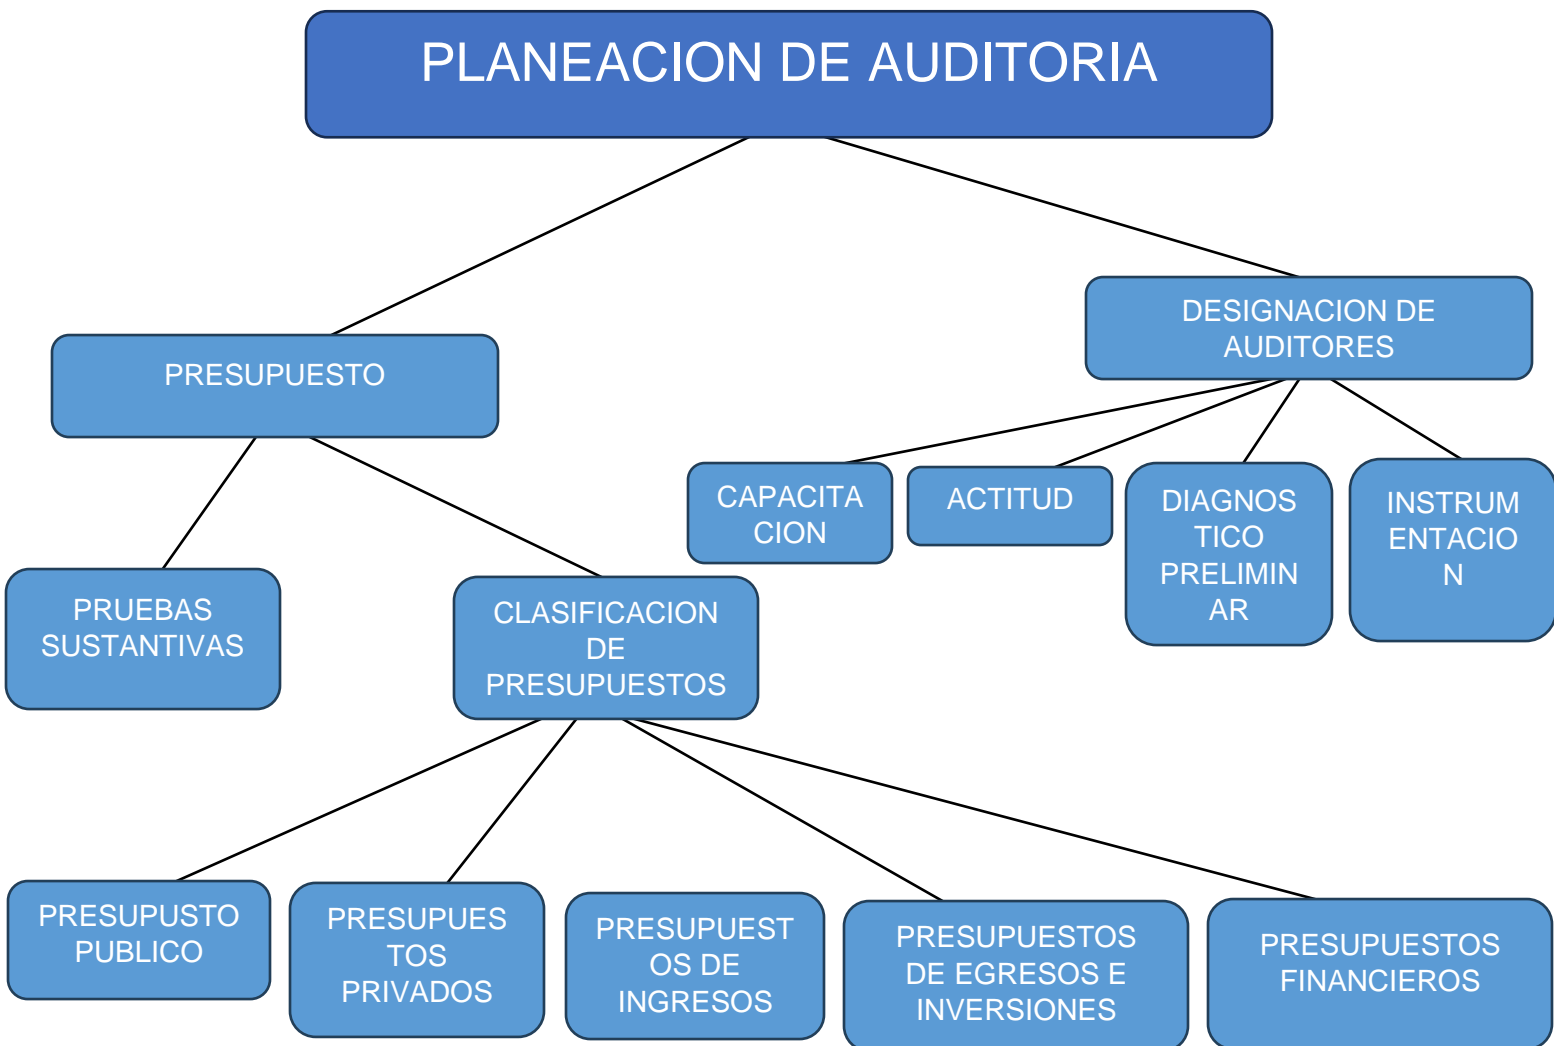 PLANEACION DE AUDITORIA
DESIGNACION DE
AUDITORES
PRESUPUESTO
CAPACITA
CION
ACTITUD
DIAGNOS
TICO
PRELIMIN
AR
INSTRUM
ENTACIO
N
PRUEBAS
SUSTANTIVAS
CLASIFICACION
DE
PRESUPUESTOS
PRESUPUSTO
PUBLICO
PRESUPUES
TOS
PRIVADOS
PRESUPUEST
OS DE
INGRESOS
PRESUPUESTOS
DE EGRESOS E
INVERSIONES
PRESUPUESTOS
FINANCIEROS